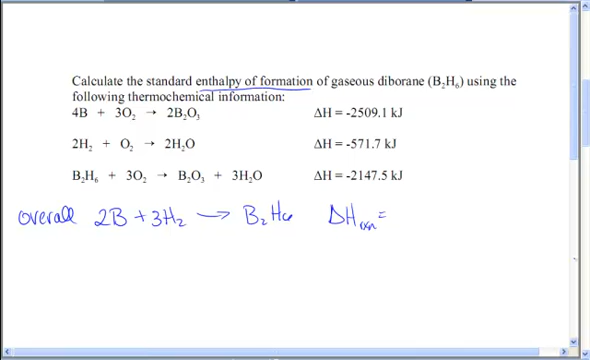 Calculate the standard enthalpy of formation of gaseous diborane (B₂H₆) using the
following thermochemical information:
4B + 3O₂ → 2B₂O₃ ΔH = -2509.1 kJ
2H₂ + O₂ → 2H₂O ΔH = -571.7 kJ
B₂H₆ + 3O₂ → B₂O₃ + 3H₂O ΔH = -2147.5 kJ
overall 2B + 3H₂ → B₂H₆ ΔHrxn =